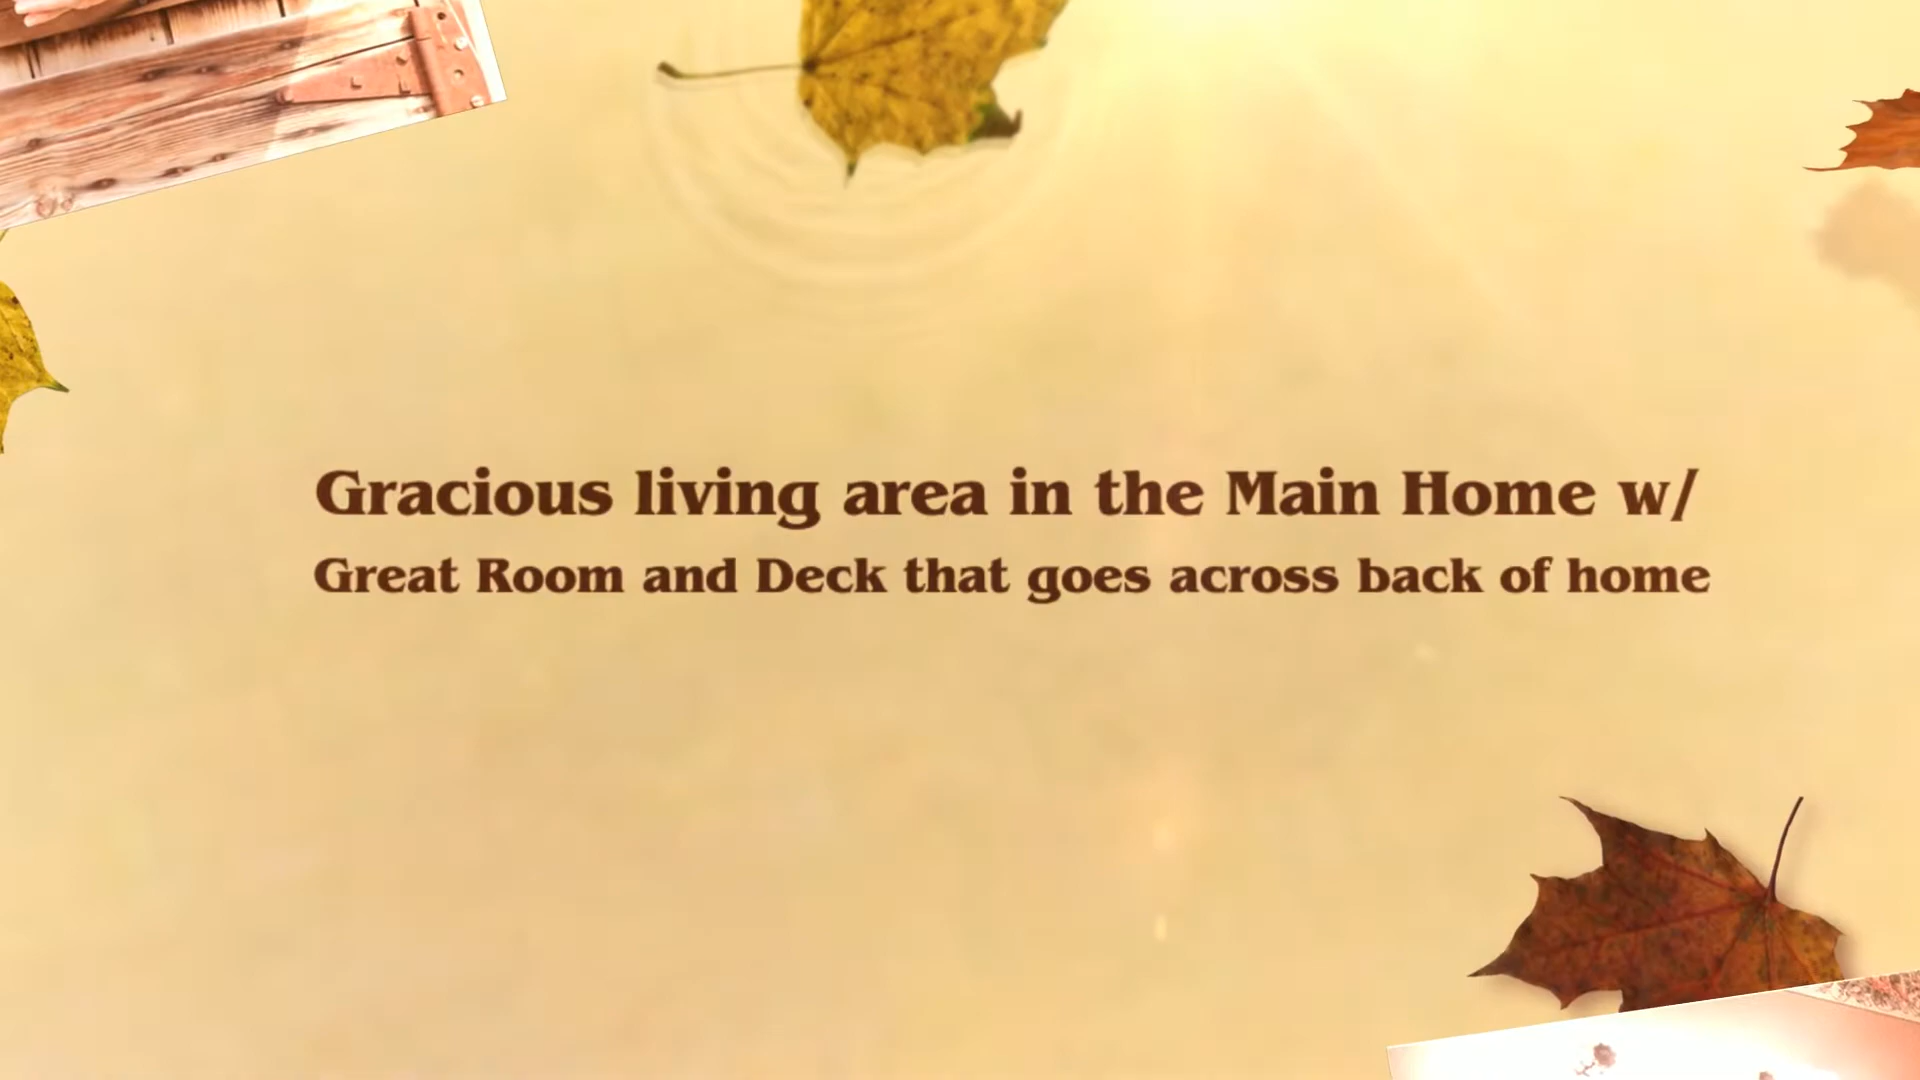 Gracious living area in the Main Home w/
Great Room and Deck that goes across back of home